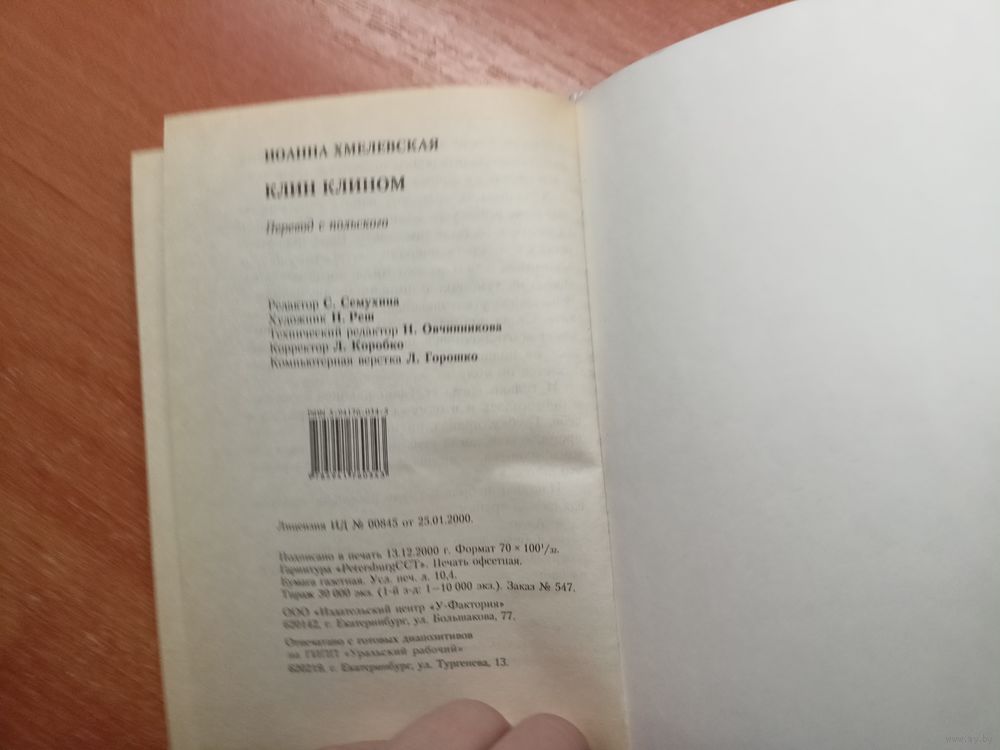 ИОАННА ХМЕЛЕВСКАЯ
КЛИН КЛИНОМ
Перевод с польского
Редактор С. Семухина
Художник Н. Реш
Технический редактор Н. Овчинникова
Корректор Л. Коробко
Компьютерная верстка Л. Горошко
Лицензия ИД № 00845 от 25.01.2000.
Подписано в печать 13.12.2000 г. Формат 70 × 100¹/₃₂.
Гарнитура «PetersburgCCT». Печать офсетная.
Бумага газетная. Усл. печ. л. 10,4.
Тираж 30 000 экз. (1-й з-д: 1–10 000 экз.). Заказ № 547.
ООО «Издательский центр «У-Фактория»
620142, г. Екатеринбург, ул. Большакова, 77.
Отпечатано с готовых диапозитивов
на ГИПП «Уральский рабочий»
620219, г. Екатеринбург, ул. Тургенева, 13.